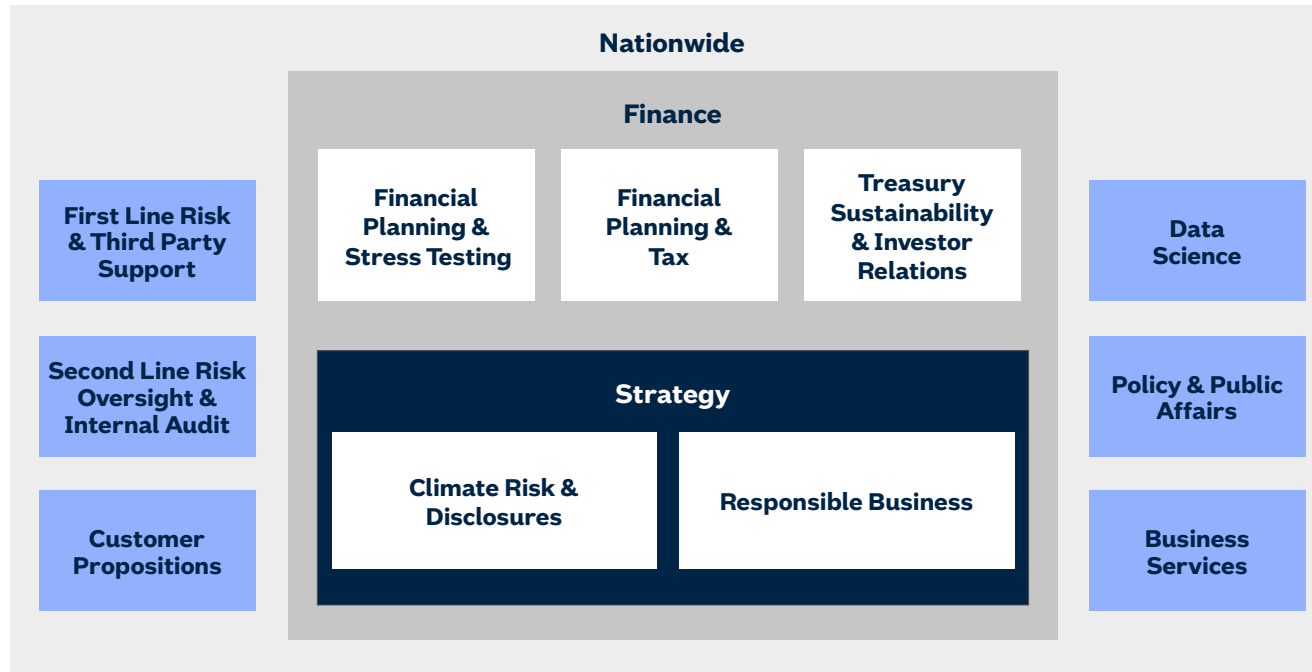 Nationwide
Finance
Financial
Planning &
Stress Testing
Financial
Planning &
Tax
Treasury
Sustainability
& Investor
Relations
First Line Risk
& Third Party
Support
Second Line Risk
Oversight &
Internal Audit
Customer
Propositions
Strategy
Climate Risk &
Disclosures
Responsible Business
Data
Science
Policy & Public
Affairs
Business
Services